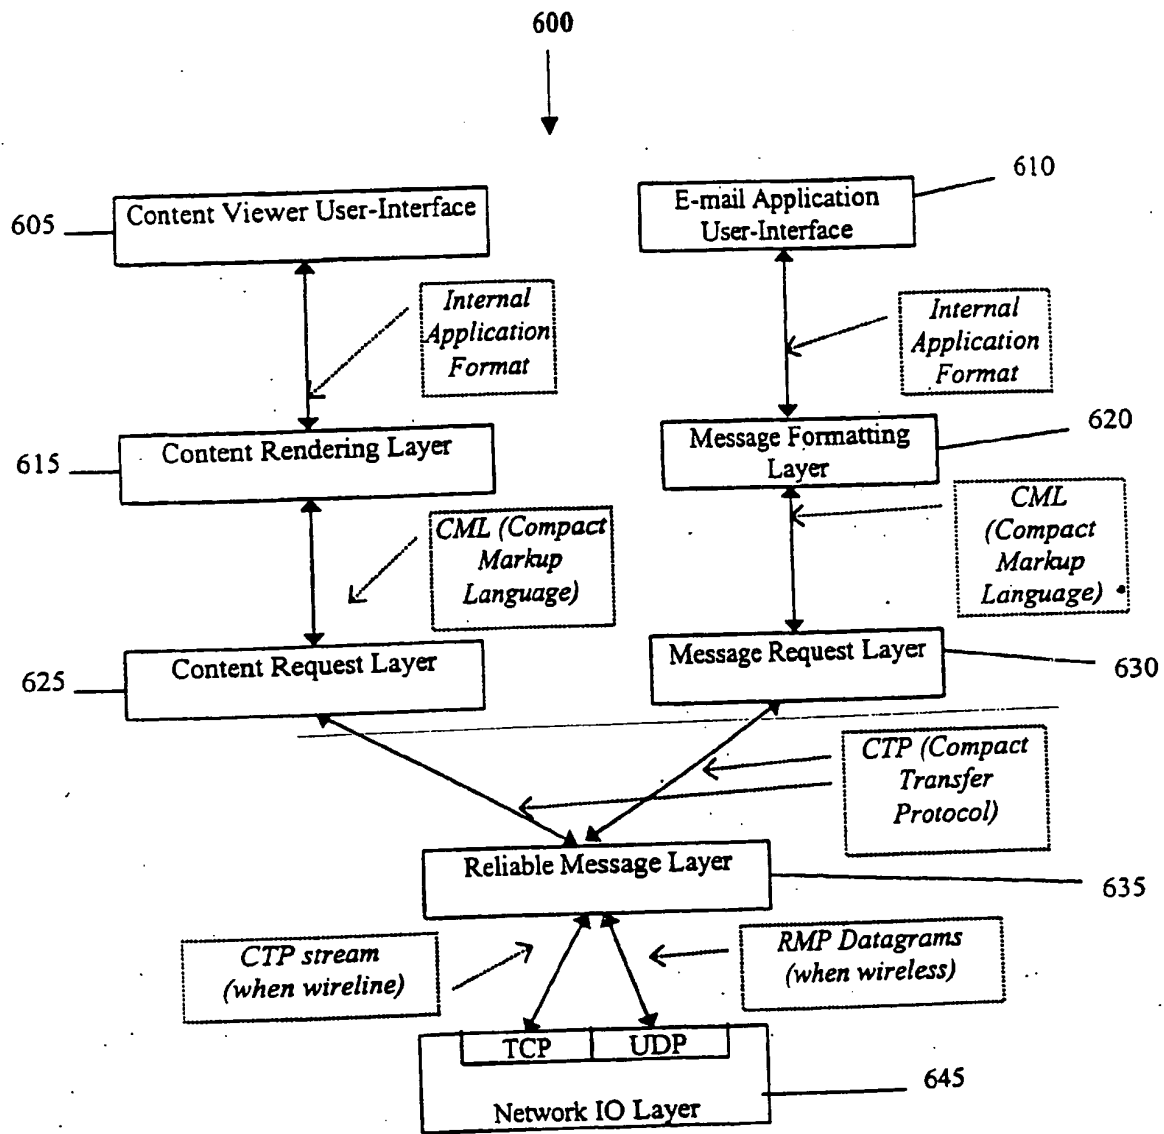 600
610
E-mail Application
User-Interface
Content Viewer User-Interface
605
Internal
Application
Format
Internal
Application
Format
Content Rendering Layer
615
Message Formatting
Layer
620
CML (Compact
Markup
Language)
CML
(Compact
Markup
Language)
Content Request Layer
625
Message Request Layer
630
CTP (Compact
Transfer
Protocol)
Reliable Message Layer
635
CTP stream
(when wireline)
RMP Datagrams
(when wireless)
TCP UDP
Network IO Layer
645